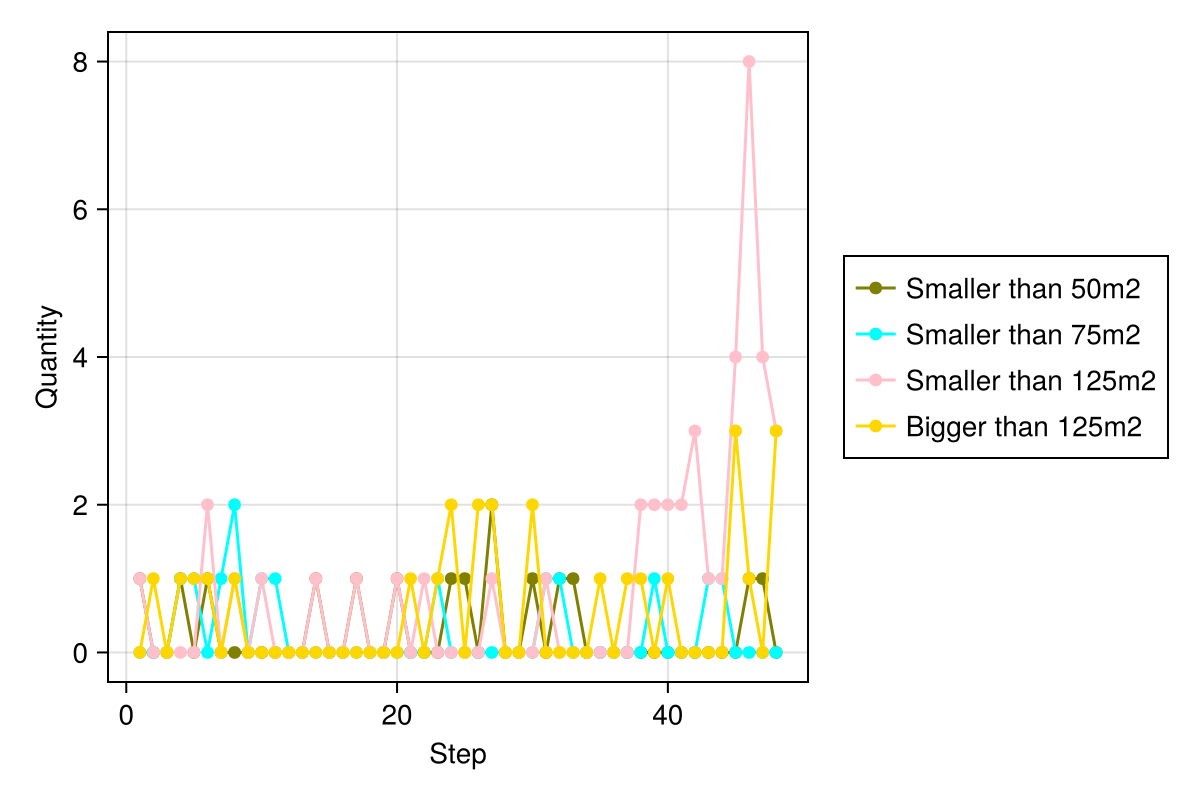 8
6
4
2
0
Quantity
0 20 40
Step
Smaller than 50m2
Smaller than 75m2
Smaller than 125m2
Bigger than 125m2